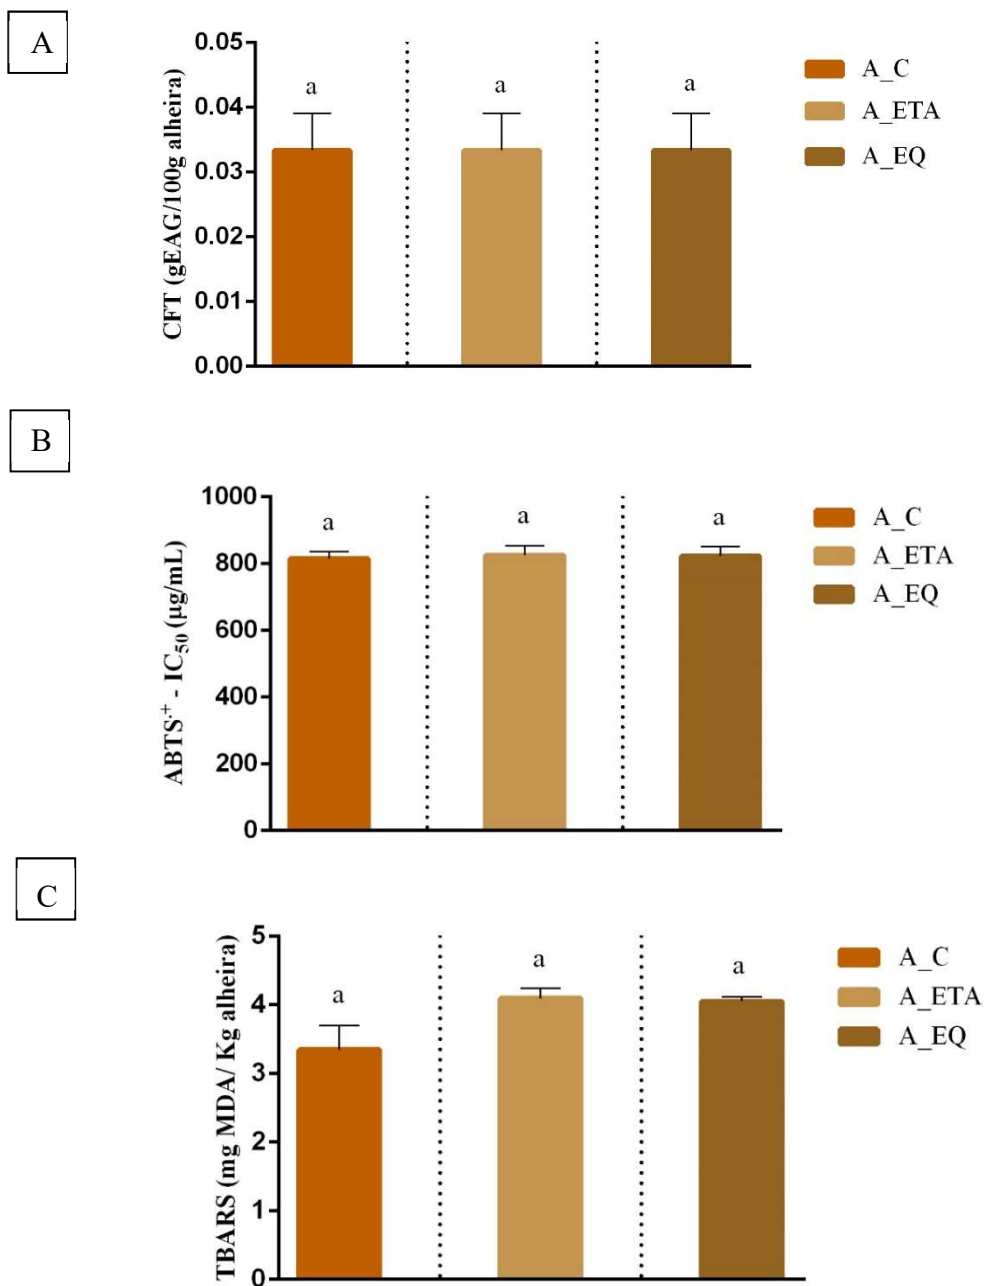 A
CFT (gEAG/100g alheira)
0.05
0.04
0.03
0.02
0.01
0.00
a
a
a
A_C
A_ETA
A_EQ
B
ABTS·+ - IC50 (µg/mL)
1000
800
600
400
200
0
a
a
a
A_C
A_ETA
A_EQ
C
TBARS (mg MDA/ Kg alheira)
5
4
3
2
1
0
a
a
a
A_C
A_ETA
A_EQ